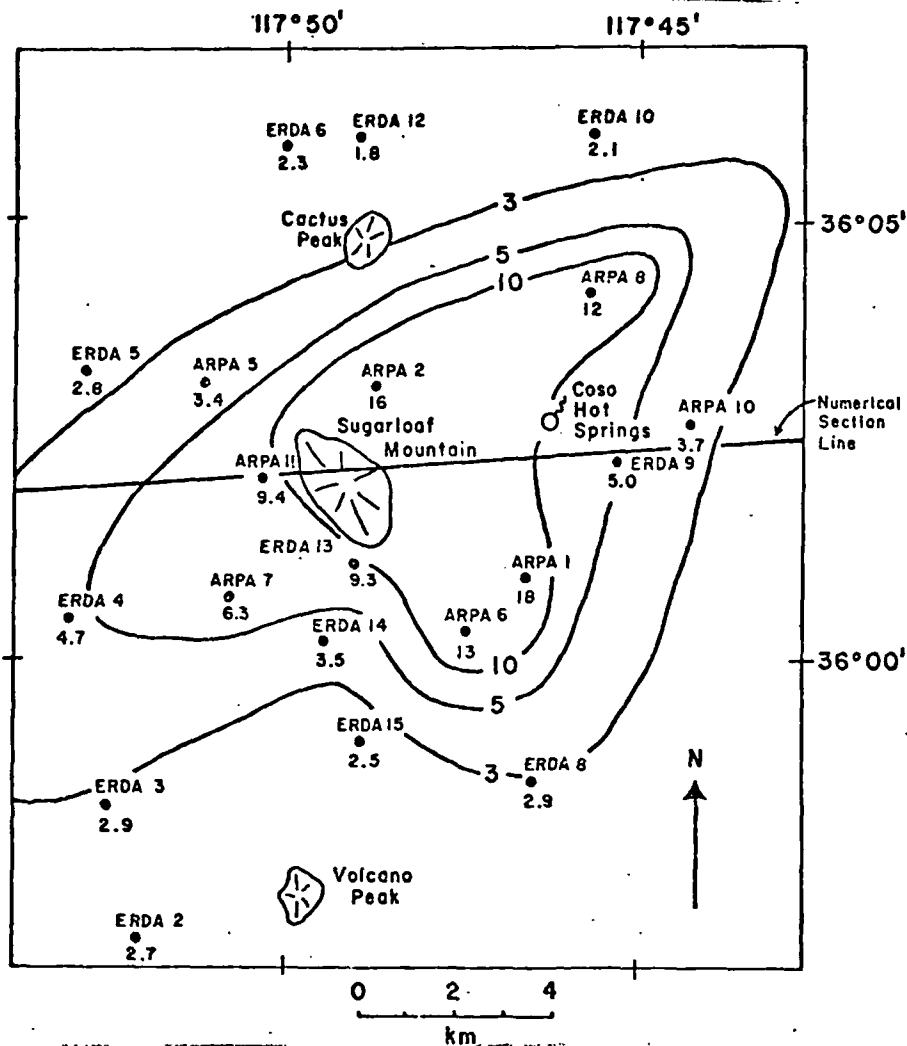 117°50'
117°45'
ERDA 6
2.3
ERDA 12
1.8
ERDA 10
2.1
3
36°05'
Cactus
Peak
5
10
ARPA 8
12
ERDA 5
2.8
ARPA 5
3.4
ARPA 2
16
Coso
Hot
Springs
ARPA 10
3.7
Numerical
Section
Line
Sugarloaf
Mountain
ARPA 11
9.4
ERDA 9
5.0
ERDA 13
9.3
ARPA 1
18
ARPA 7
6.3
ERDA 4
4.7
ARPA 6
13
ERDA 14
3.5
10
36°00'
5
ERDA 15
2.5
3
ERDA 8
2.9
N
ERDA 3
2.9
Volcano
Peak
ERDA 2
2.7
0 2 4
km